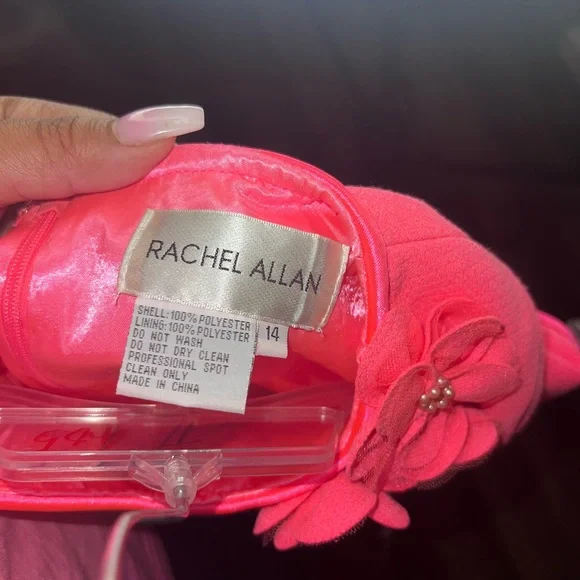 RACHEL ALLAN
SHELL:100% POLYESTER
LINING:100% POLYESTER
DO NOT WASH
DO NOT DRY CLEAN
PROFESSIONAL SPOT
CLEAN ONLY
MADE IN CHINA
14